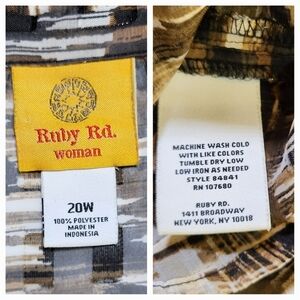 Ruby Rd.
woman
20W
100% POLYESTER
MADE IN
INDONESIA
MACHINE WASH COLD
WITH LIKE COLORS
TUMBLE DRY LOW
LOW IRON AS NEEDED
STYLE 84841
RN 107680
RUBY RD.
1411 BROADWAY
NEW YORK, NY 10018